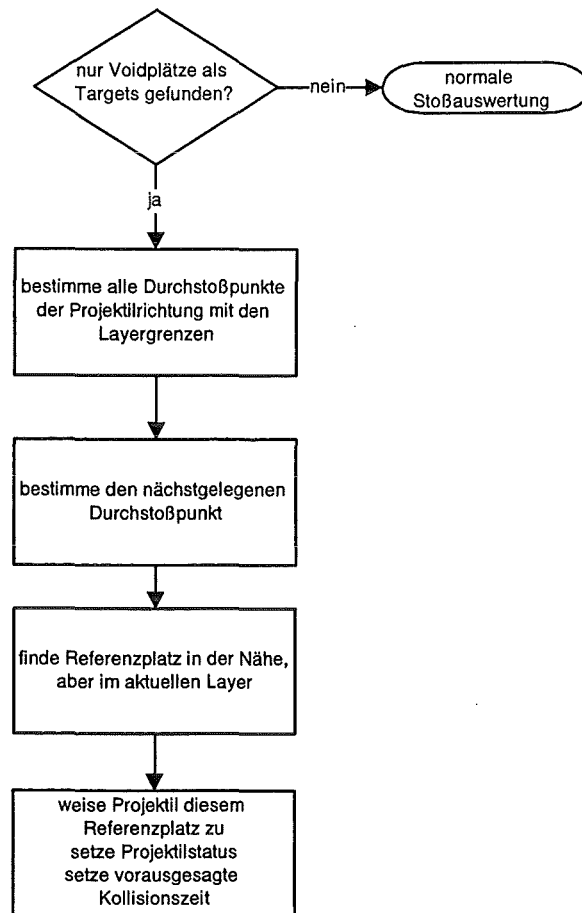 nur Voidplätze als
Targets gefunden?
nein
normale
Stoßauswertung
ja
bestimme alle Durchstoßpunkte
der Projektilrichtung mit den
Layergrenzen
bestimme den nächstgelegenen
Durchstoßpunkt
finde Referenzplatz in der Nähe,
aber im aktuellen Layer
weise Projektil diesem
Referenzplatz zu
setze Projektilstatus
setze vorausgesagte
Kollisionszeit